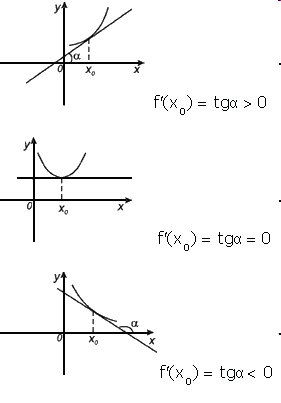 y
α
0 x₀ x
f'(x₀) = tgα > 0
y
0 x₀ x
f'(x₀) = tgα = 0
y
α
0 x₀ x
f'(x₀) = tgα < 0